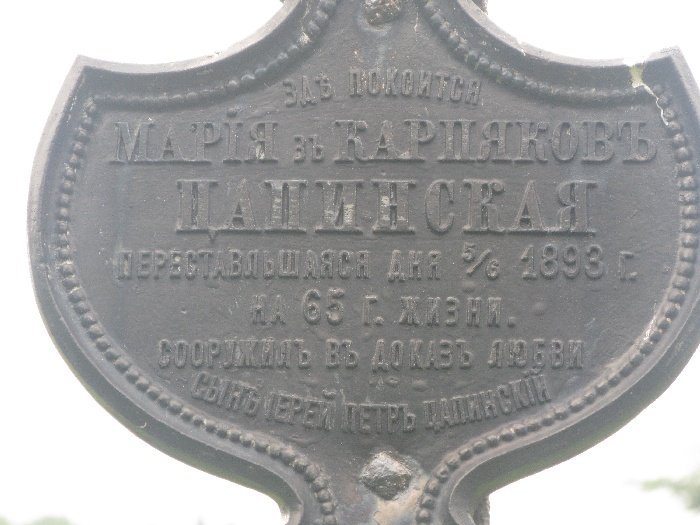 ЗДѢ ПОКОИТСЯ
МАРІЯ ЗЪ КАРПЯКОВЪ
ЦАПИНСКАЯ
ПЕРЕСТАВЛЬШАЯСЯ ДНЯ 5/6 1893 Г.
НА 65 Г. ЖИЗНИ.
СООРУЖИЛЪ ВЪ ДОКАЗЪ ЛЮБВИ
СЫНЪ ІЕРЕЙ ПЕТРЪ ЦАПИНСКІЙ